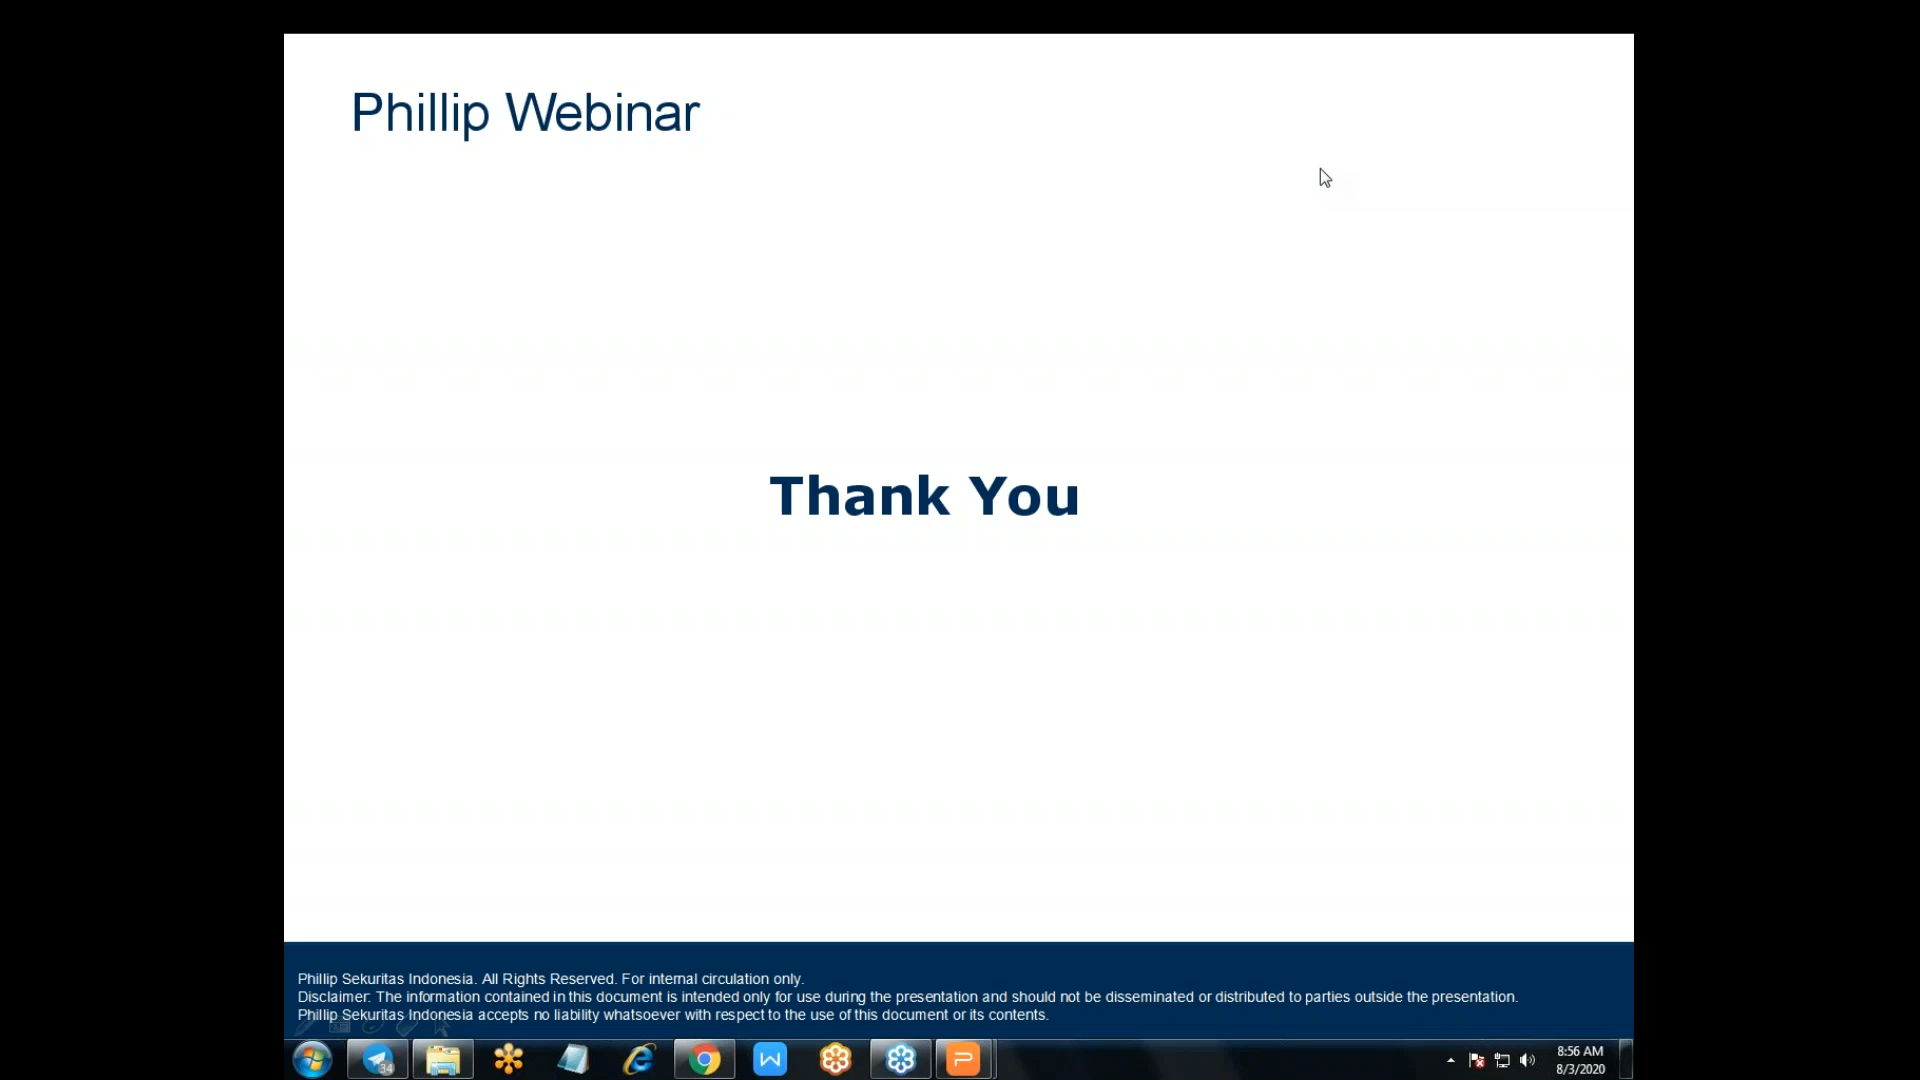 Phillip Webinar
Thank You
Phillip Sekuritas Indonesia. All Rights Reserved. For internal circulation only.
Disclaimer: The information contained in this document is intended only for use during the presentation and should not be disseminated or distributed to parties outside the presentation.
Phillip Sekuritas Indonesia accepts no liability whatsoever with respect to the use of this document or its contents.
34
8:56 AM
8/3/2020